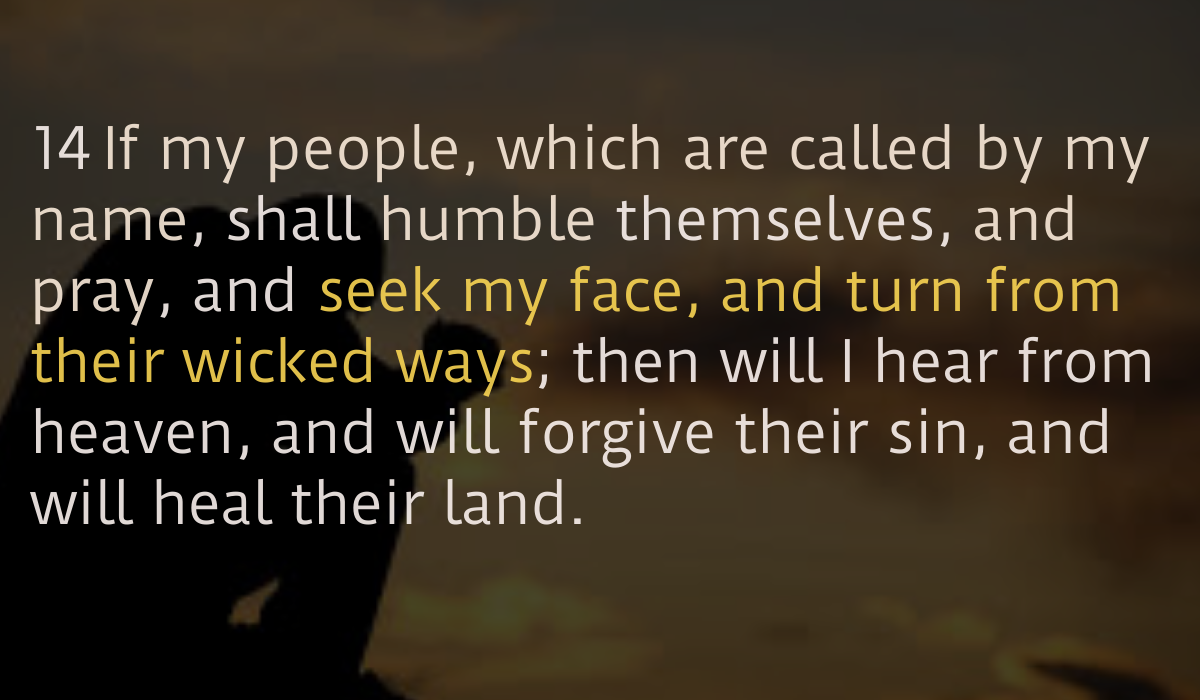 14 If my people, which are called by my
name, shall humble themselves, and
pray, and seek my face, and turn from
their wicked ways; then will I hear from
heaven, and will forgive their sin, and
will heal their land.